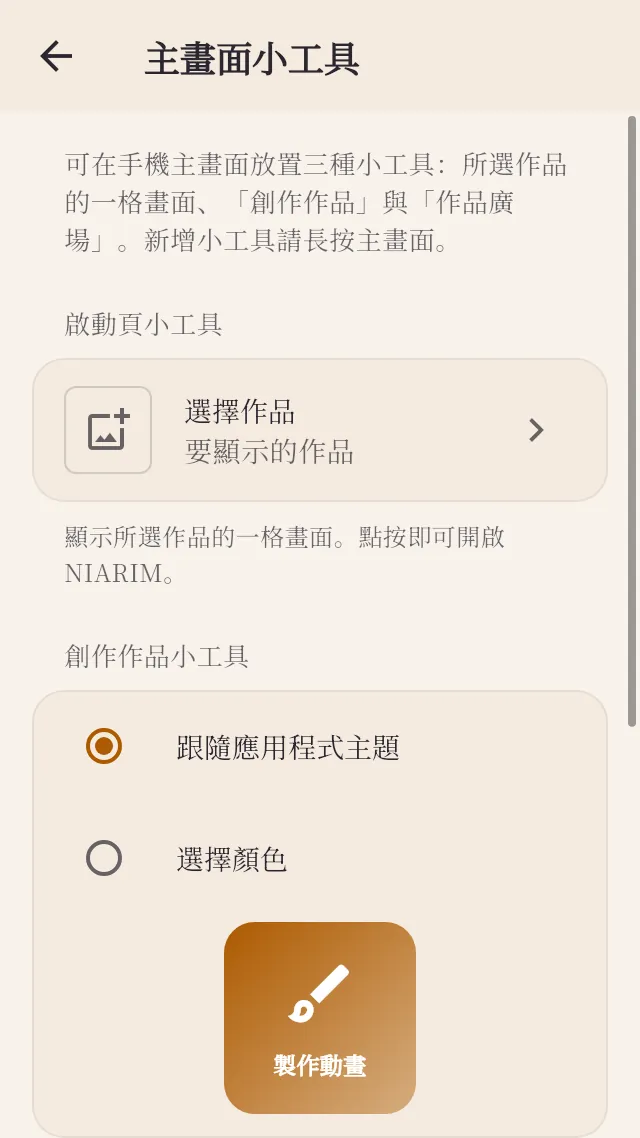 主畫面小工具
可在手機主畫面放置三種小工具：所選作品
的一格畫面、「創作作品」與「作品廣
場」。新增小工具請長按主畫面。
啟動頁小工具
選擇作品
要顯示的作品
顯示所選作品的一格畫面。點按即可開啟
NIARIM。
創作作品小工具
跟隨應用程式主題
選擇顏色
製作動畫